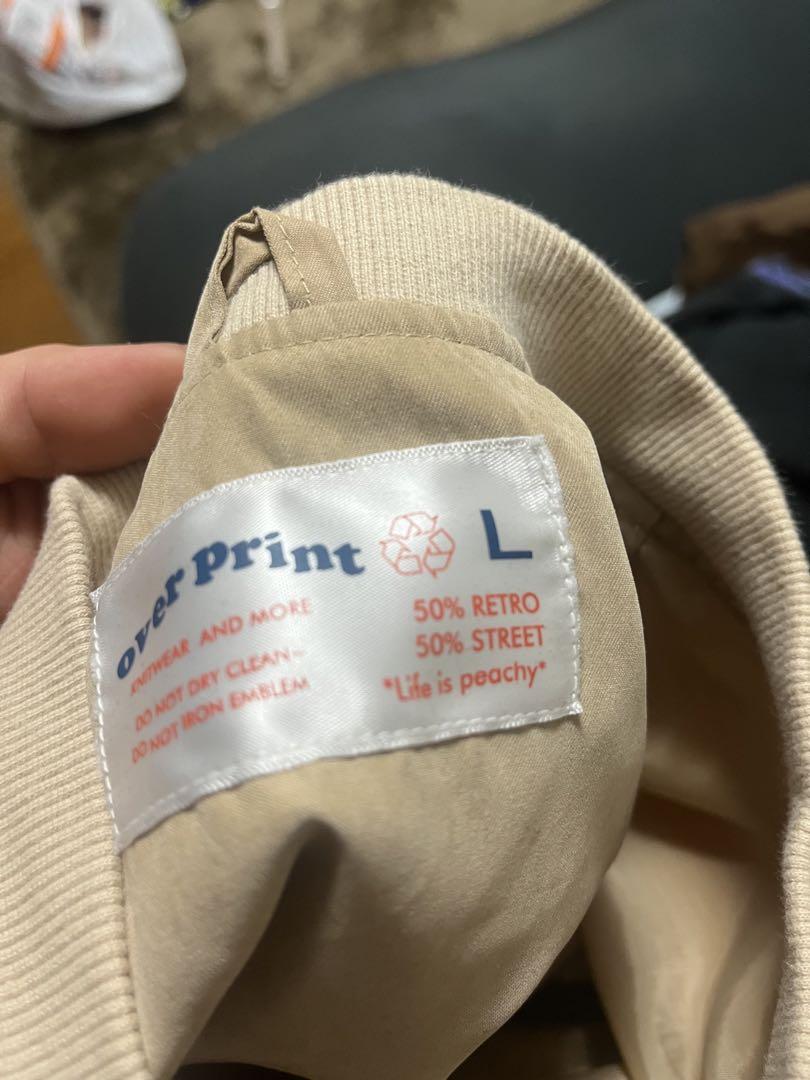 over print L
KNITWEAR AND MORE
DO NOT DRY CLEAN~
DO NOT IRON EMBLEM
50% RETRO
50% STREET
*Life is peachy*